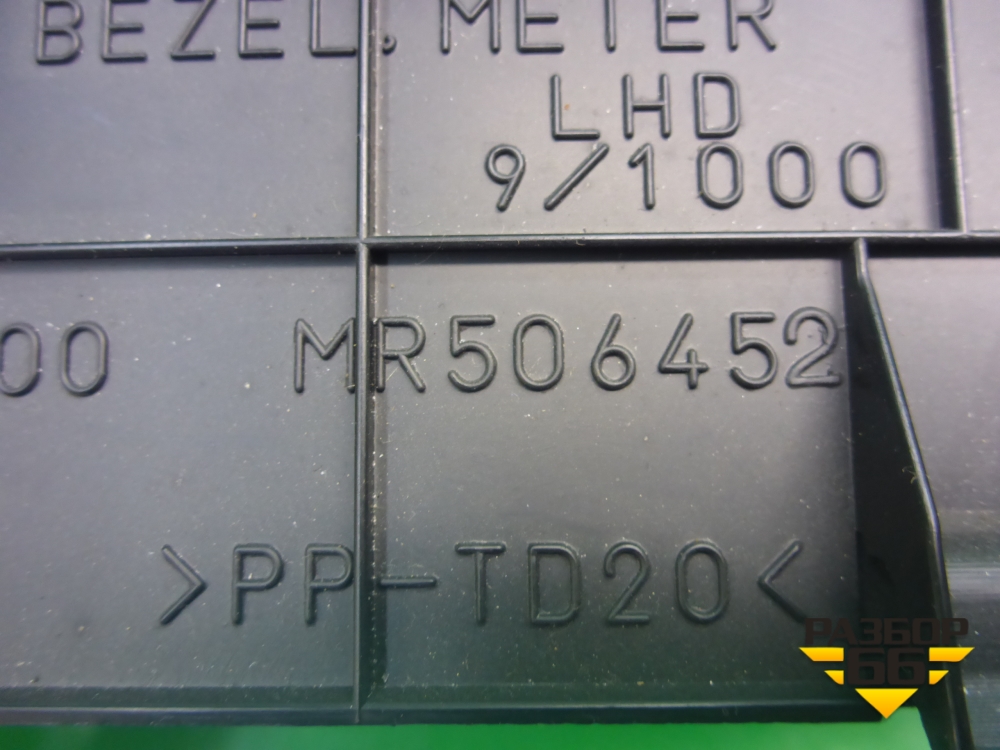 BEZEL. METER
LHD
9/1000
00 MR506452
>PP-TD20<
РАЗБОР
66